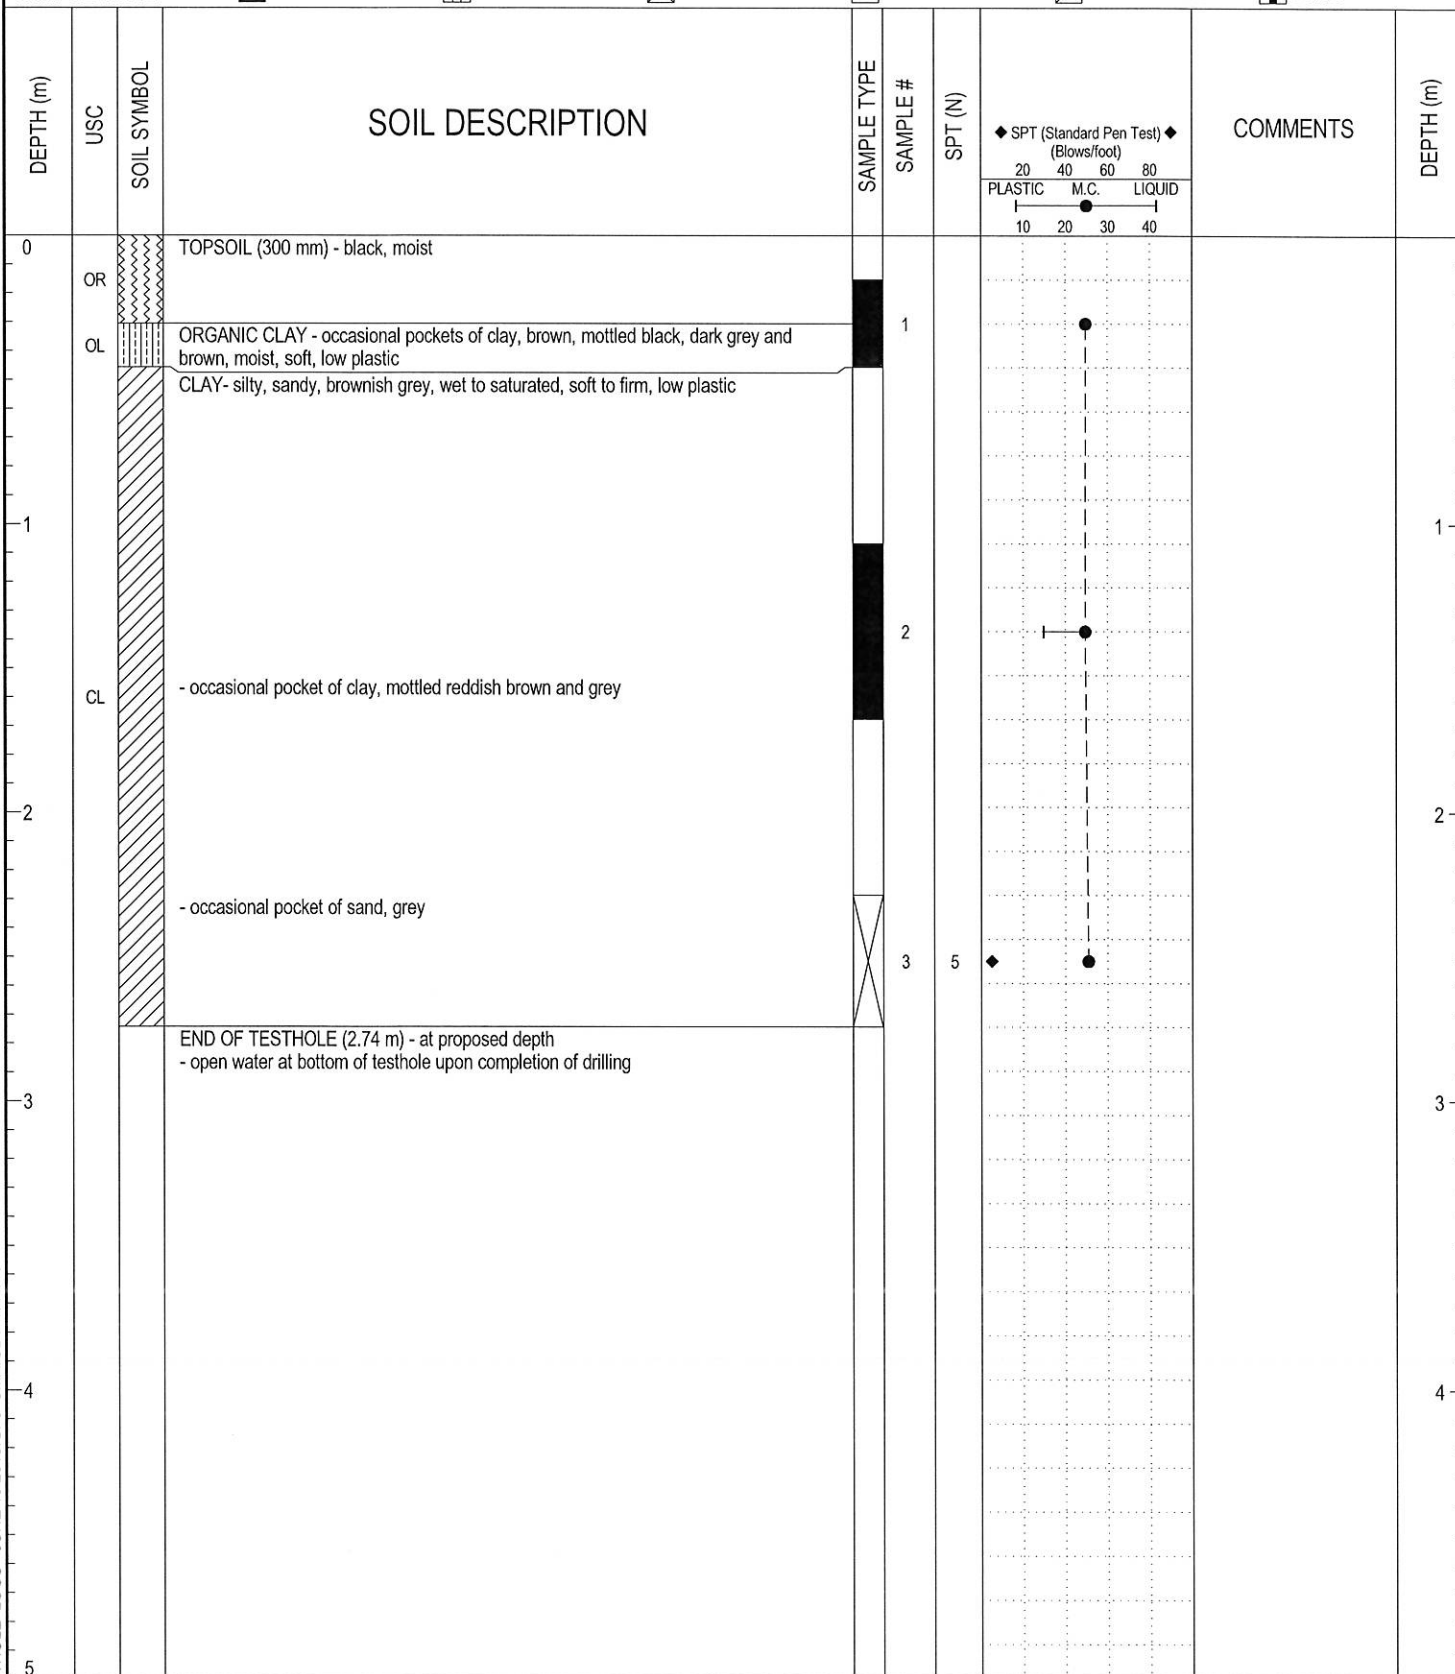 DEPTH (m)
USC
SOIL SYMBOL
SOIL DESCRIPTION
SAMPLE TYPE
SAMPLE #
SPT (N)
◆ SPT (Standard Pen Test) ◆
(Blows/foot)
20 40 60 80
PLASTIC M.C. LIQUID
10 20 30 40
COMMENTS
DEPTH (m)
0
TOPSOIL (300 mm) - black, moist
OR
1
OL
ORGANIC CLAY - occasional pockets of clay, brown, mottled black, dark grey and
brown, moist, soft, low plastic
CLAY- silty, sandy, brownish grey, wet to saturated, soft to firm, low plastic
1 1
2
CL
- occasional pocket of clay, mottled reddish brown and grey
2 2
- occasional pocket of sand, grey
3 5
END OF TESTHOLE (2.74 m) - at proposed depth
- open water at bottom of testhole upon completion of drilling
3 3
4 4
5